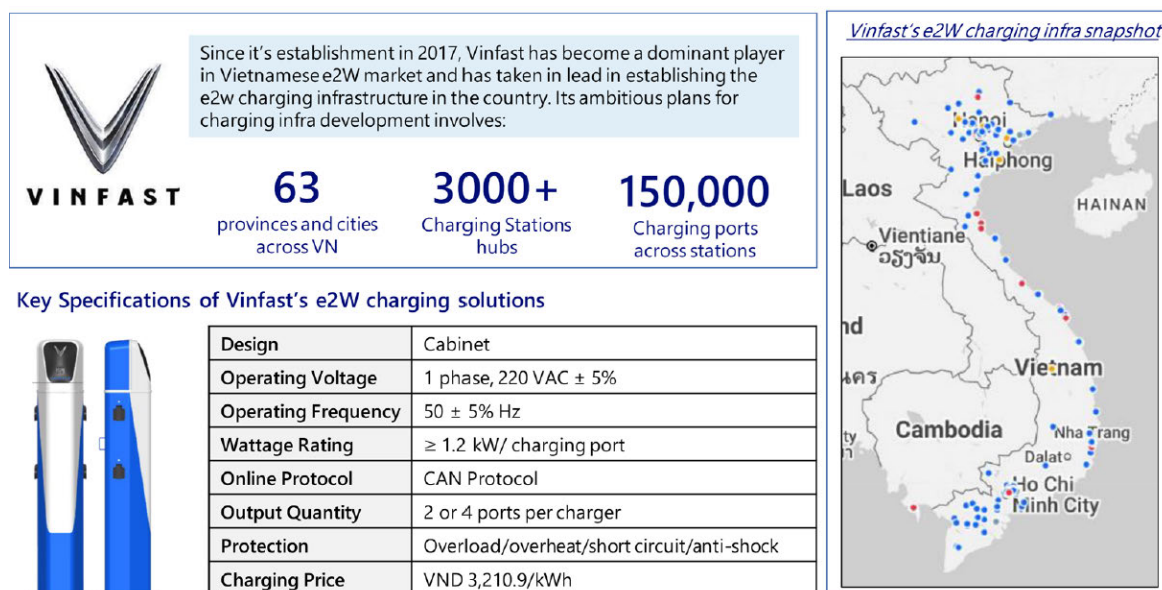 VINFAST
Since it's establishment in 2017, Vinfast has become a dominant player
in Vietnamese e2W market and has taken in lead in establishing the
e2w charging infrastructure in the country. Its ambitious plans for
charging infra development involves:
63
provinces and cities
across VN
3000+
Charging Stations
hubs
150,000
Charging ports
across stations
Key Specifications of Vinfast's e2W charging solutions
Design Cabinet
Operating Voltage 1 phase, 220 VAC ± 5%
Operating Frequency 50 ± 5% Hz
Wattage Rating ≥ 1.2 kW/ charging port
Online Protocol CAN Protocol
Output Quantity 2 or 4 ports per charger
Protection Overload/overheat/short circuit/anti-shock
Charging Price VND 3,210.9/kWh
Vinfast's e2W charging infra snapshot
Hanoi
Haiphong
Laos
HAINAN
Vientiane
ວຽງຈັນ
nd
Vietnam
Cambodia
Nha Trang
Dalat
Ho Chi
Minh City